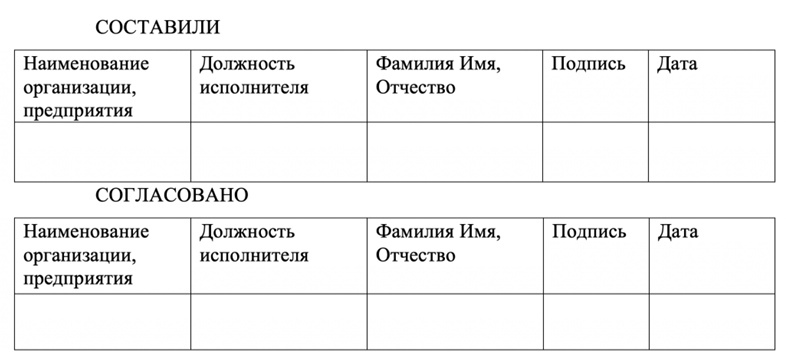 СОСТАВИЛИ
Наименование Должность Фамилия Имя, Подпись Дата
организации, исполнителя Отчество
предприятия
СОГЛАСОВАНО
Наименование Должность Фамилия Имя, Подпись Дата
организации, исполнителя Отчество
предприятия